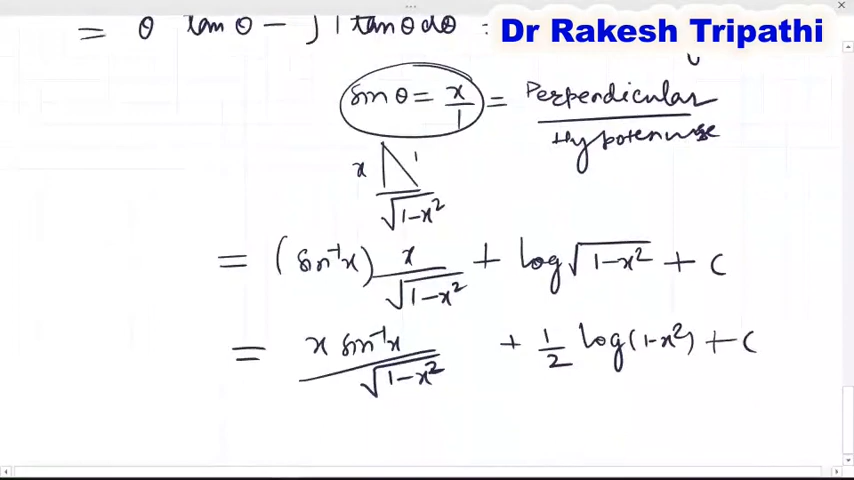 = θ tan θ - ∫ 1 tan θ dθ =
Dr Rakesh Tripathi
sin θ = x/1 = Perpendicular/Hypotenuse
x 1
√1-x²
= (sin⁻¹x) x/√1-x² + log √1-x² + C
= x sin⁻¹x/√1-x² + 1/2 log(1-x²) + C